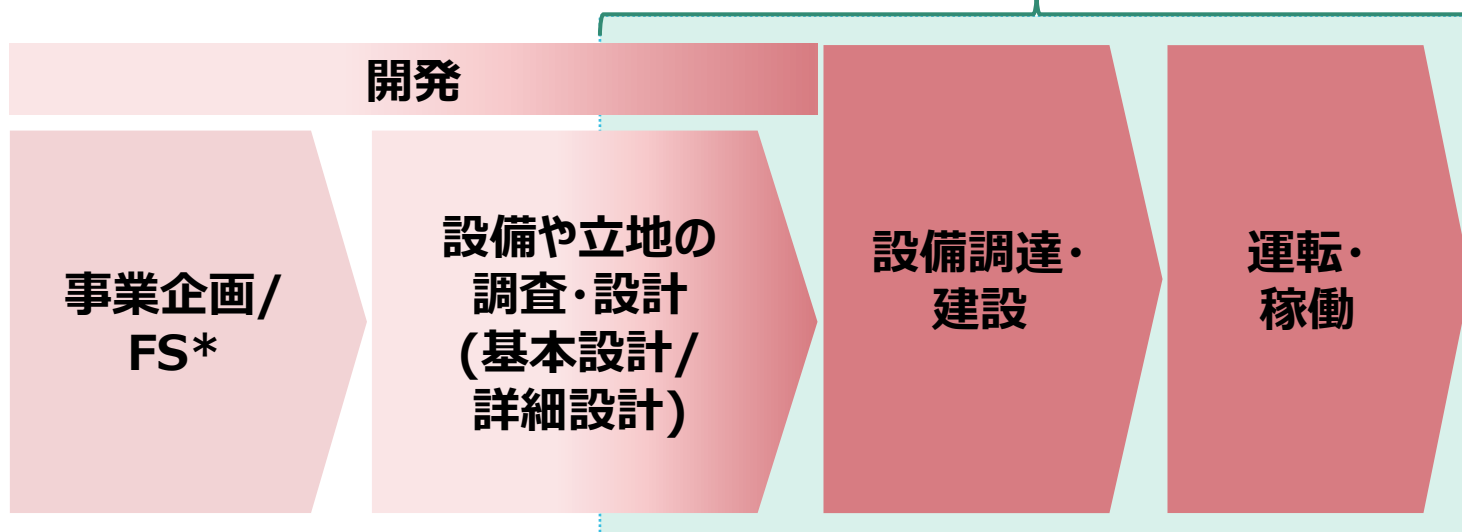 開発
事業企画/
FS*
設備や立地の
調査・設計
(基本設計/
詳細設計)
設備調達・
建設
運転・
稼働